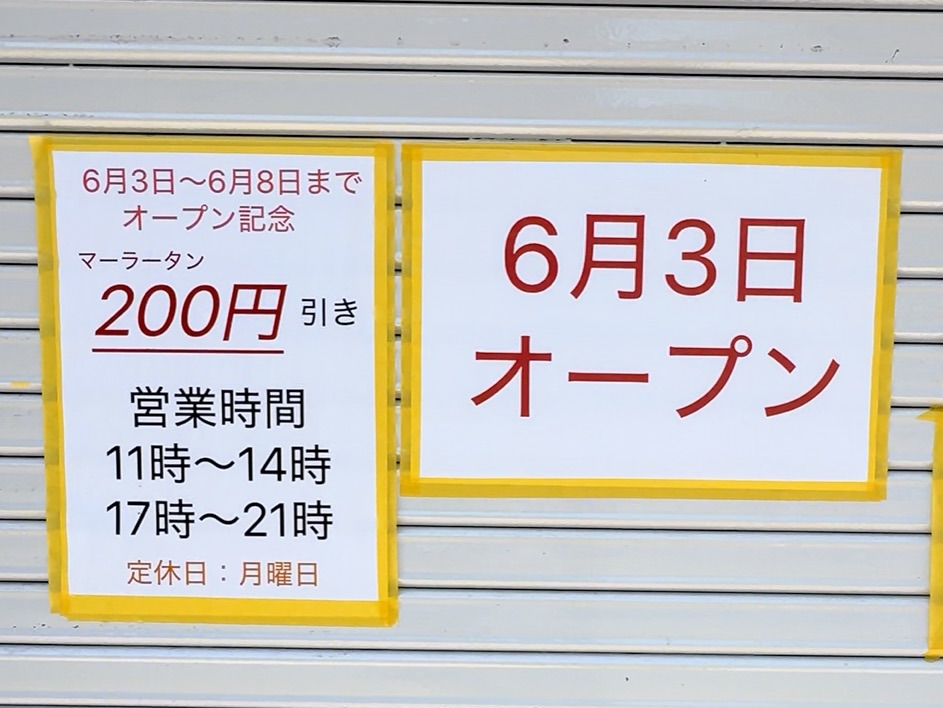 6月3日～6月8日まで
オープン記念
マーラータン
200円 引き
営業時間
11時～14時
17時～21時
定休日：月曜日
6月3日
オープン